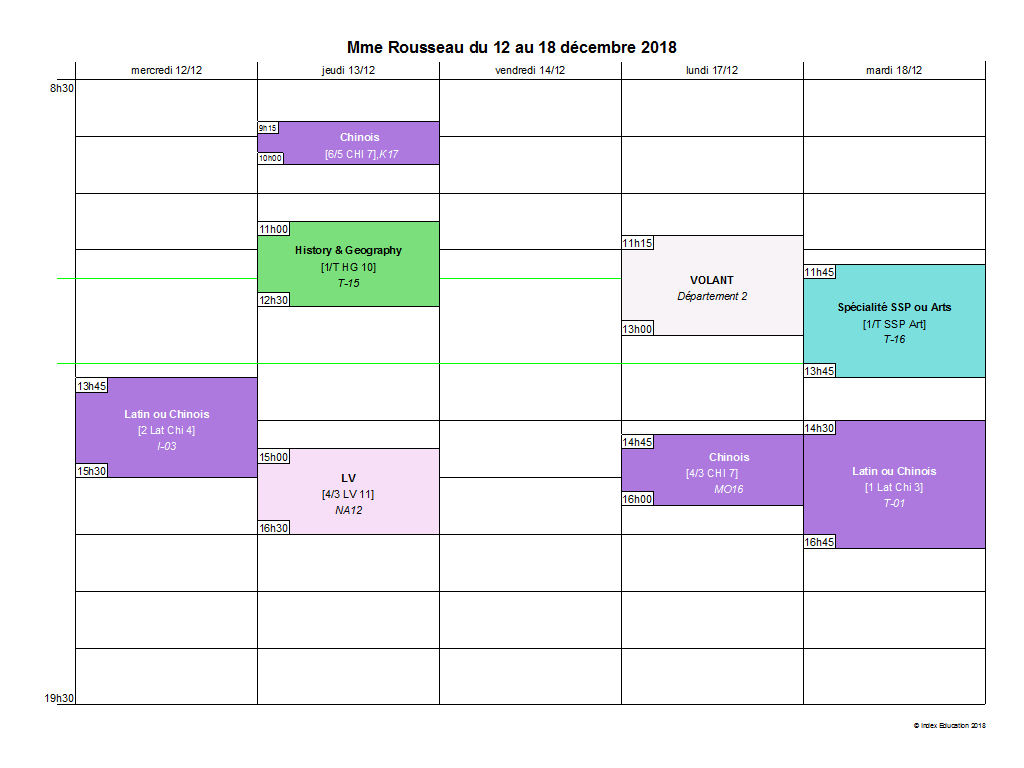 Mme Rousseau du 12 au 18 décembre 2018
mercredi 12/12
jeudi 13/12
vendredi 14/12
lundi 17/12
mardi 18/12
8h30
9h15
Chinois
[6/5 CHI 7],K17
10h00
11h00
History & Geography
[1/T HG 10]
T-15
12h30
11h15
VOLANT
Département 2
13h00
11h45
Spécialité SSP ou Arts
[1/T SSP Art]
T-16
13h45
13h45
Latin ou Chinois
[2 Lat Chi 4]
I-03
15h30
15h00
LV
[4/3 LV 11]
NA12
16h30
14h45
Chinois
[4/3 CHI 7]
MO16
16h00
14h30
Latin ou Chinois
[1 Lat Chi 3]
T-01
16h45
19h30
© Index Education 2018